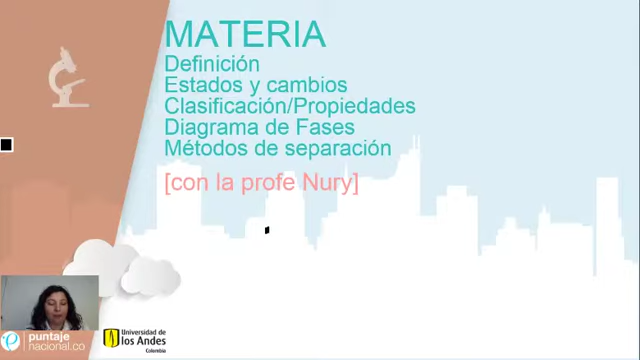 MATERIA
Definición
Estados y cambios
Clasificación/Propiedades
Diagrama de Fases
Métodos de separación
[con la profe Nury]
puntaje
nacional.co
Universidad de
los Andes
Colombia